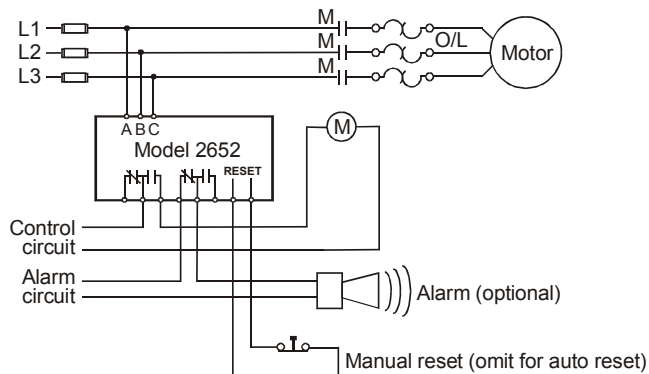 L1
M
L2
M
O/L
Motor
L3
M
A B C
Model 2652
M
RESET
Control
circuit
Alarm
circuit
Alarm (optional)
Manual reset (omit for auto reset)